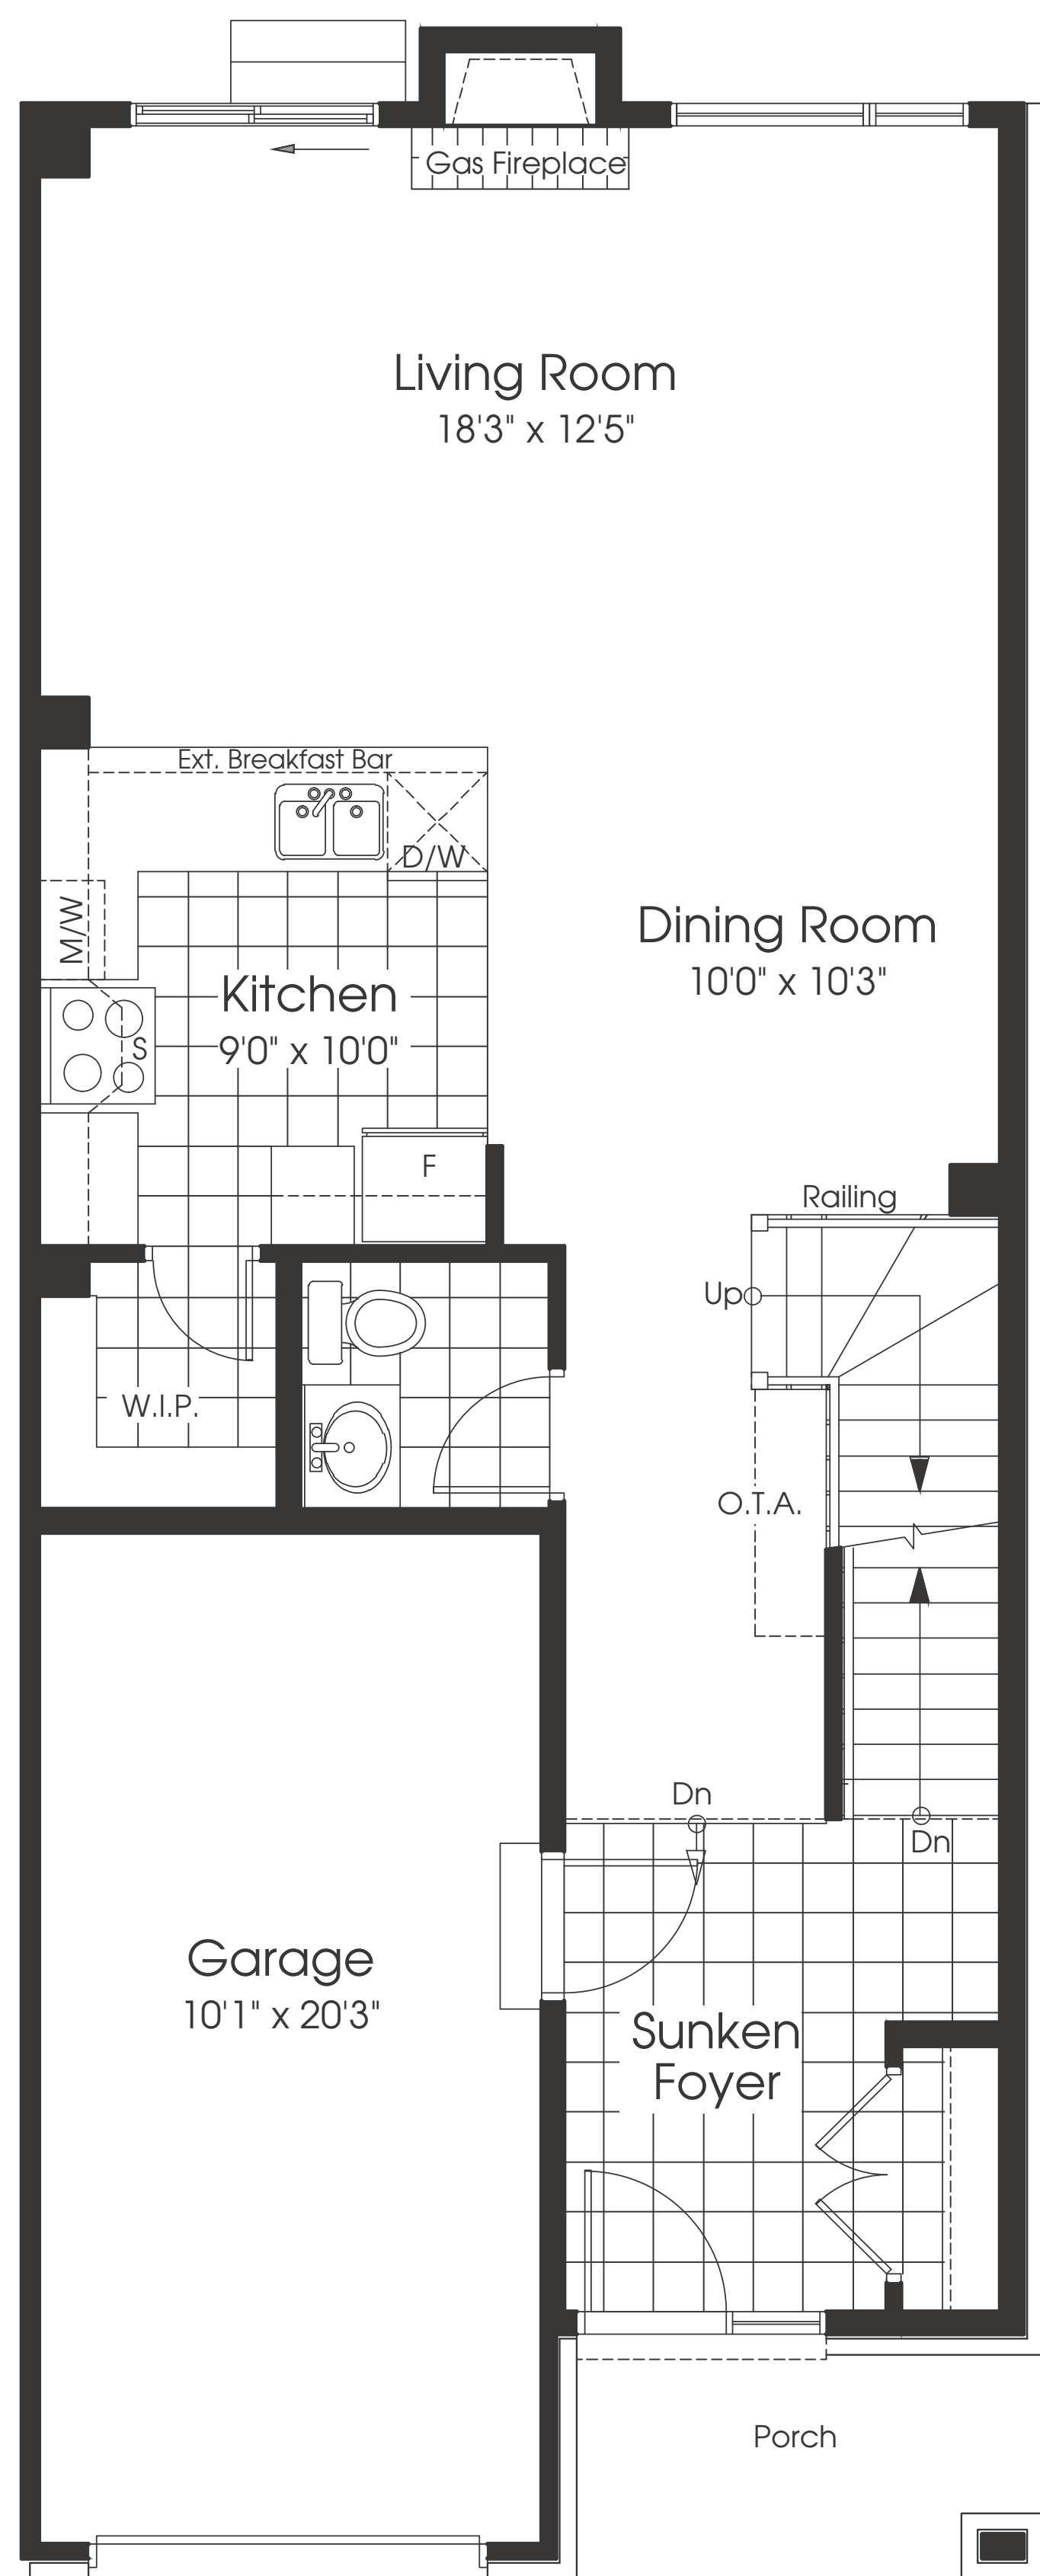 Gas Fireplace
Living Room
18'3" x 12'5"
Ext. Breakfast Bar
D/W
M/W
Dining Room
10'0" x 10'3"
Kitchen
9'0" x 10'0"
S
F
Railing
Up
W.I.P.
O.T.A.
Dn
Dn
Garage
10'1" x 20'3"
Sunken
Foyer
Porch